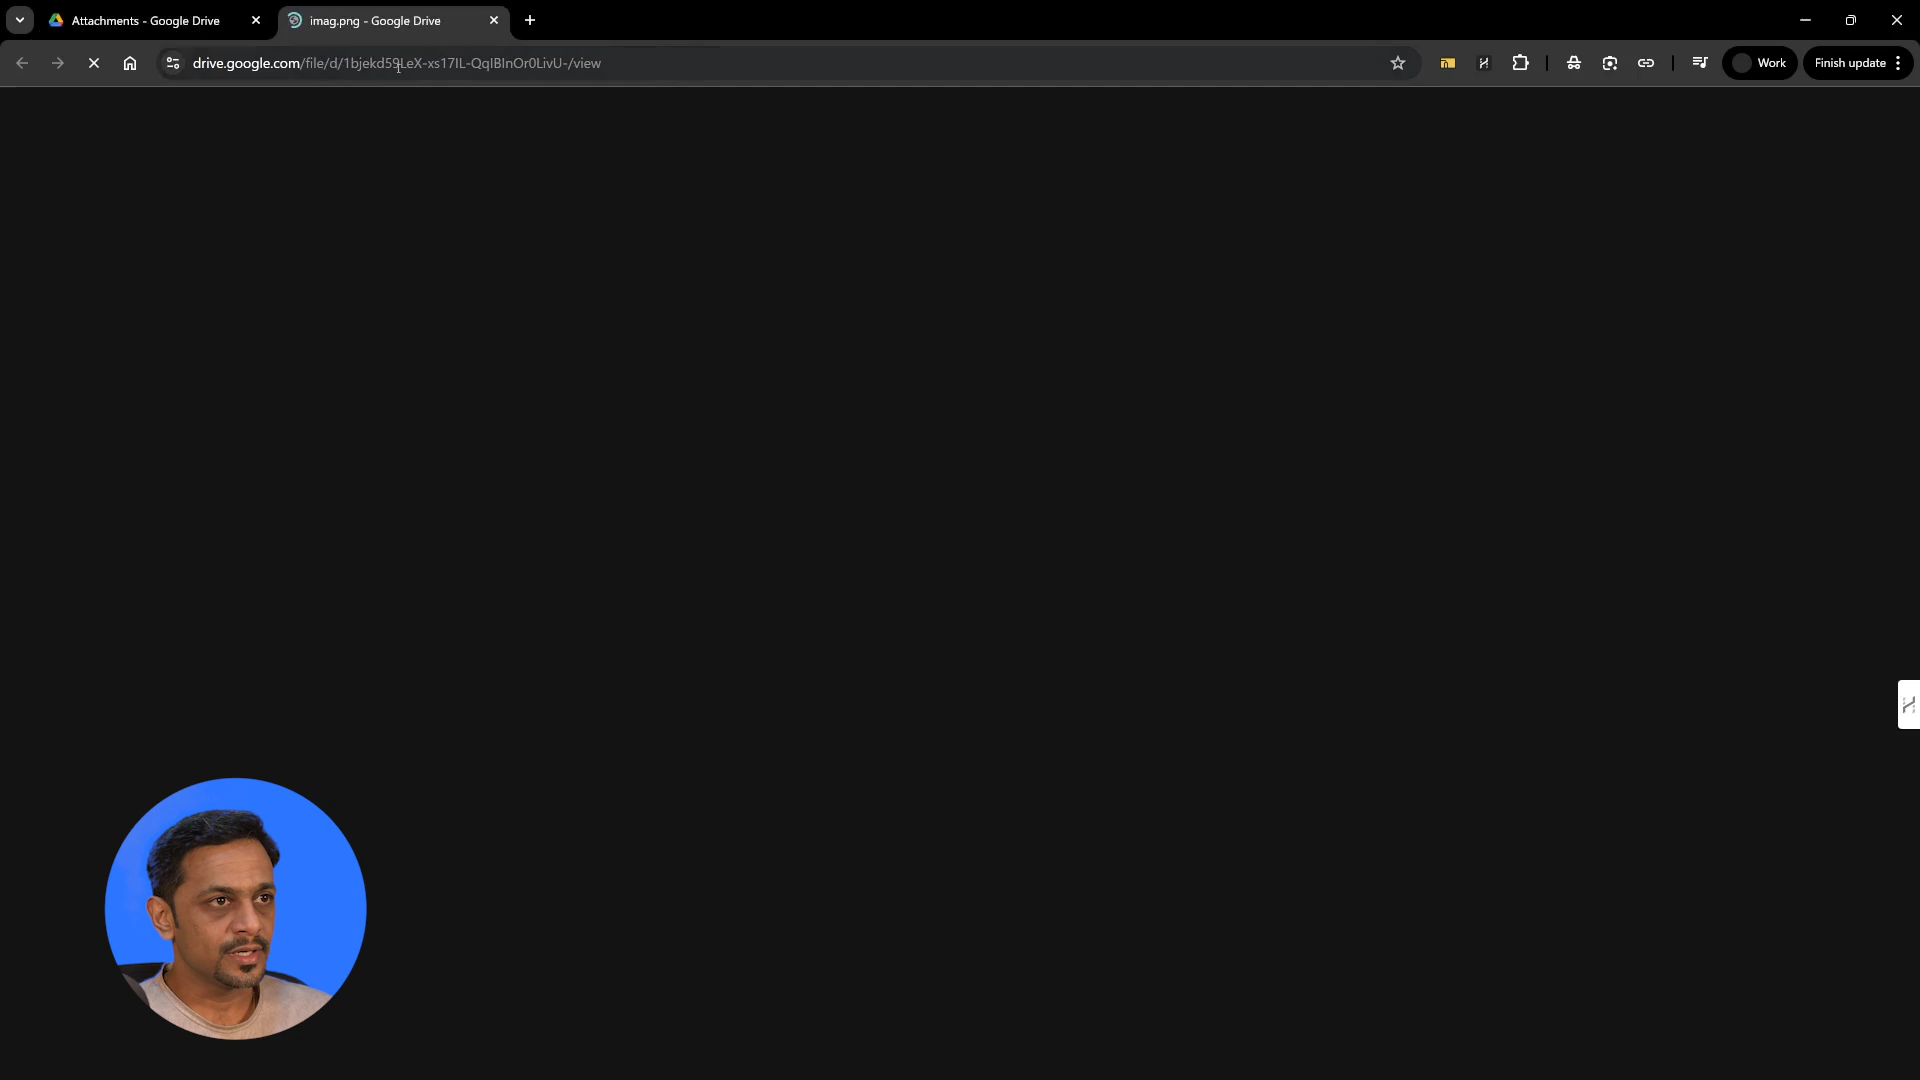 Attachments - Google Drive
imag.png - Google Drive
drive.google.com/file/d/1bjekd59LeX-xs17IL-QqIBInOr0LivU-/view
Work
Finish update